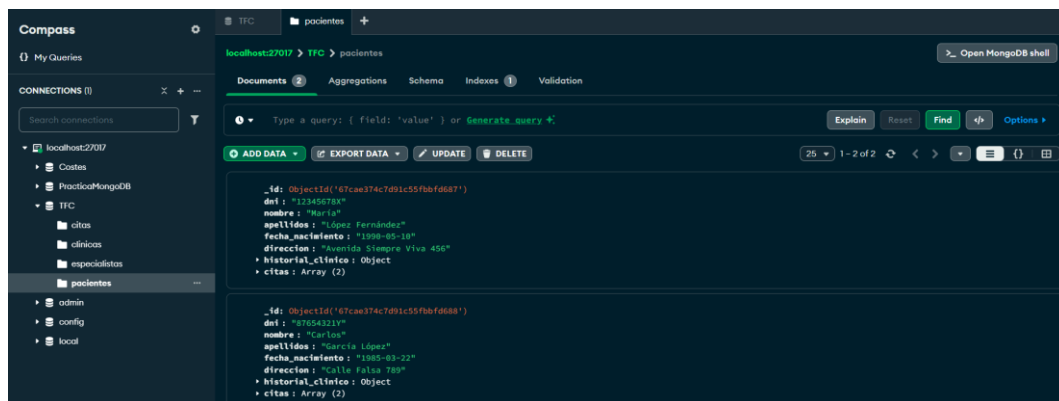 Compass
{} My Queries
CONNECTIONS (1)
Search connections
localhost:27017
Costes
PracticaMongoDB
TFC
citas
clinicas
especialistas
pacientes
admin
config
local
TFC
pacientes
localhost:27017 > TFC > pacientes
>_ Open MongoDB shell
Documents 2 Aggregations Schema Indexes 1 Validation
Type a query: { field: 'value' } or Generate query
Explain Reset Find </> Options
ADD DATA EXPORT DATA UPDATE DELETE
25 1 – 2 of 2 {}
_id: ObjectId('67cae374c7d91c55fbbfd687')
dni : "12345678X"
nombre : "María"
apellidos : "López Fernández"
fecha_nacimiento : "1990-05-10"
direccion : "Avenida Siempre Viva 456"
historial_clinico : Object
citas : Array (2)
_id: ObjectId('67cae374c7d91c55fbbfd688')
dni : "87654321Y"
nombre : "Carlos"
apellidos : "García López"
fecha_nacimiento : "1985-03-22"
direccion : "Calle Falsa 789"
historial_clinico : Object
citas : Array (2)